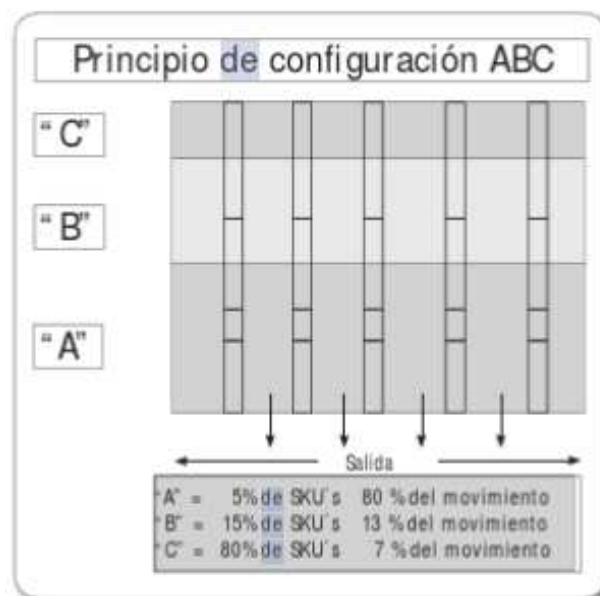 Principio de configuración ABC
“C”
“B”
“A”
Salida
“A” = 5% de SKU´s 80 % del movimiento
“B” = 15% de SKU´s 13 % del movimiento
“C” = 80% de SKU´s 7 % del movimiento